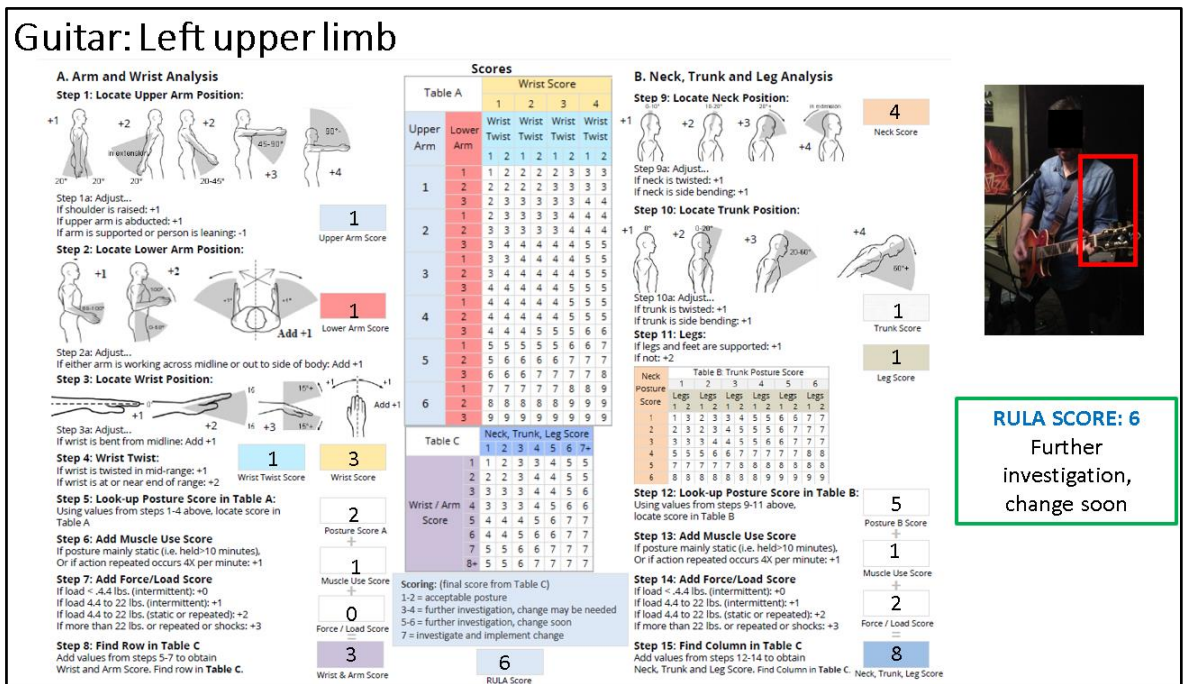 Guitar: Left upper limb
A. Arm and Wrist Analysis
Step 1: Locate Upper Arm Position:
+1
+2
+2
+3
+4
20° 20°
in extension
20°
20-45°
45-90°
90°-
Step 1a: Adjust...
If shoulder is raised: +1
If upper arm is abducted: +1
If arm is supported or person is leaning: -1
1
Upper Arm Score
Step 2: Locate Lower Arm Position:
+1
+2
100°
+1°
+1°
Add +1
1
Lower Arm Score
Step 2a: Adjust...
If either arm is working across midline or out to side of body: Add +1
Step 3: Locate Wrist Position:
+1
+2
+3
15°+
15°+
+1
+1
Add +1
Step 3a: Adjust...
If wrist is bent from midline: Add +1
Step 4: Wrist Twist:
If wrist is twisted in mid-range: +1
If wrist is at or near end of range: +2
1
Wrist Twist Score
3
Wrist Score
Step 5: Look-up Posture Score in Table A:
Using values from steps 1-4 above, locate score in
Table A
2
Posture Score A
+
Step 6: Add Muscle Use Score
If posture mainly static (i.e. held>10 minutes),
Or if action repeated occurs 4X per minute: +1
1
Muscle Use Score
+
Step 7: Add Force/Load Score
If load < .4.4 lbs. (intermittent): +0
If load 4.4 to 22 lbs. (intermittent): +1
If load 4.4 to 22 lbs. (static or repeated): +2
If more than 22 lbs. or repeated or shocks: +3
0
Force / Load Score
=
Step 8: Find Row in Table C
Add values from steps 5-7 to obtain
Wrist and Arm Score. Find row in Table C.
3
Wrist & Arm Score
Scores
Table A
Wrist Score
1 2 3 4
Upper Arm
Lower Arm
Wrist Twist Wrist Twist Wrist Twist Wrist Twist
1 2 1 2 1 2 1 2
1
1 1 2 2 2 2 3 3 3
2 2 2 2 2 3 3 3 3
3 2 3 3 3 3 3 4 4
2
1 2 3 3 3 3 4 4 4
2 3 3 3 3 3 4 4 4
3 3 4 4 4 4 4 5 5
3
1 3 3 4 4 4 4 5 5
2 3 4 4 4 4 4 5 5
3 4 4 4 4 4 5 5 5
4
1 4 4 4 4 4 5 5 5
2 4 4 4 4 4 5 5 5
3 4 4 4 5 5 5 6 6
5
1 5 5 5 5 5 6 6 7
2 5 6 6 6 6 7 7 7
3 6 6 6 7 7 7 7 8
6
1 7 7 7 7 7 8 8 9
2 8 8 8 8 8 9 9 9
3 9 9 9 9 9 9 9 9
Table C
Neck, Trunk, Leg Score
1 2 3 4 5 6 7+
Wrist / Arm Score
1 1 2 3 3 4 5 5
2 2 2 3 4 4 5 5
3 3 3 3 4 4 5 6
4 3 3 3 4 5 6 6
5 4 4 4 5 6 7 7
6 4 4 5 6 6 7 7
7 5 5 6 6 7 7 7
8+ 5 5 6 7 7 7 7
Scoring: (final score from Table C)
1-2 = acceptable posture
3-4 = further investigation, change may be needed
5-6 = further investigation, change soon
7 = investigate and implement change
6
RULA Score
B. Neck, Trunk and Leg Analysis
Step 9: Locate Neck Position:
+1
0-10°
+2
10-20°
+3
20°+
+4
in extension
4
Neck Score
Step 9a: Adjust...
If neck is twisted: +1
If neck is side bending: +1
Step 10: Locate Trunk Position:
+1
0°
+2
0-20°
+3
20-60°
+4
60°+
Step 10a: Adjust...
If trunk is twisted: +1
If trunk is side bending: +1
1
Trunk Score
Step 11: Legs:
If legs and feet are supported: +1
If not: +2
1
Leg Score
Neck Posture Score
Table B: Trunk Posture Score
1 2 3 4 5 6
Legs Legs Legs Legs Legs Legs
1 2 1 2 1 2 1 2 1 2 1 2
1 1 3 2 3 3 4 5 5 6 6 7 7
2 2 3 2 3 4 5 5 5 6 7 7 7
3 3 3 3 4 4 5 5 6 6 7 7 7
4 5 5 5 6 6 7 7 7 7 7 8 8
5 7 7 7 7 7 8 8 8 8 8 8 8
6 8 8 8 8 8 8 8 9 9 9 9 9
Step 12: Look-up Posture Score in Table B:
Using values from steps 9-11 above,
locate score in Table B
5
Posture B Score
+
Step 13: Add Muscle Use Score
If posture mainly static (i.e. held>10 minutes),
Or if action repeated occurs 4X per minute: +1
1
Muscle Use Score
+
Step 14: Add Force/Load Score
If load < .4.4 lbs. (intermittent): +0
If load 4.4 to 22 lbs. (intermittent): +1
If load 4.4 to 22 lbs. (static or repeated): +2
If more than 22 lbs. or repeated or shocks: +3
2
Force / Load Score
=
Step 15: Find Column in Table C
Add values from steps 12-14 to obtain
Neck, Trunk and Leg Score. Find Column in Table C.
8
Neck, Trunk, Leg Score
RULA SCORE: 6
Further
investigation,
change soon